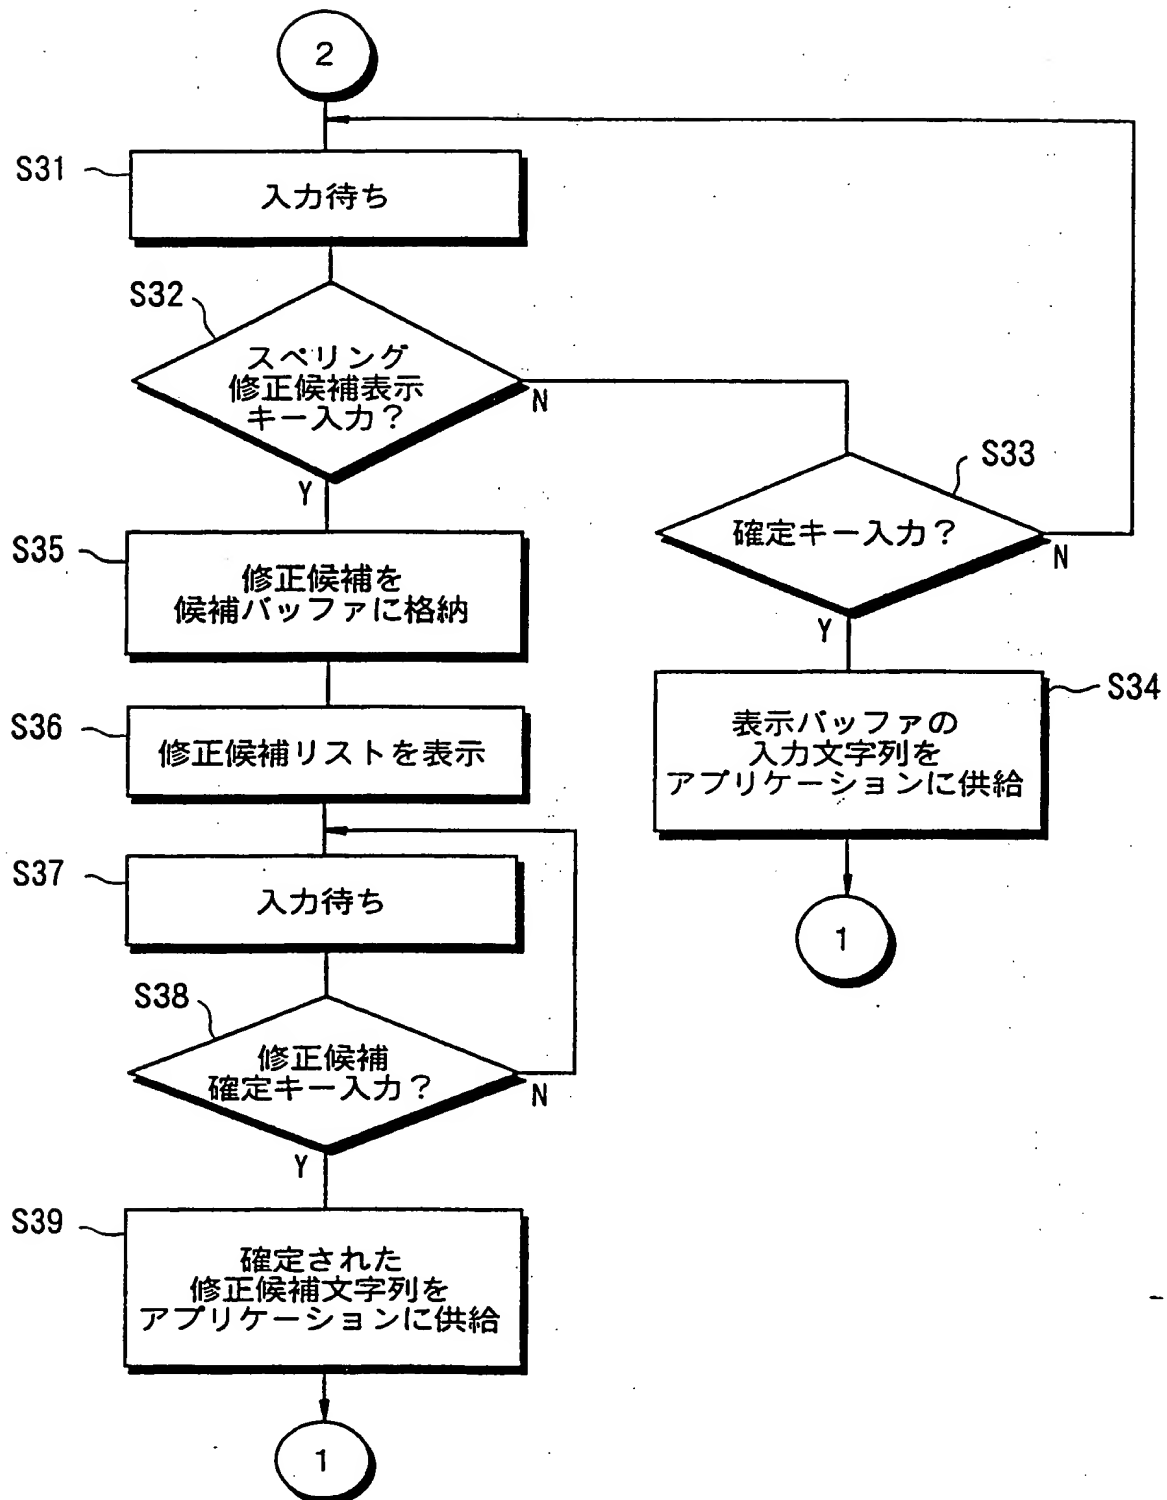 2
S31
入力待ち
S32
スペリング
修正候補表示
キー入力？
N
Y
S33
確定キー入力？
N
Y
S34
表示バッファの
入力文字列を
アプリケーションに供給
1
S35
修正候補を
候補バッファに格納
S36
修正候補リストを表示
S37
入力待ち
S38
修正候補
確定キー入力？
N
Y
S39
確定された
修正候補文字列を
アプリケーションに供給
1